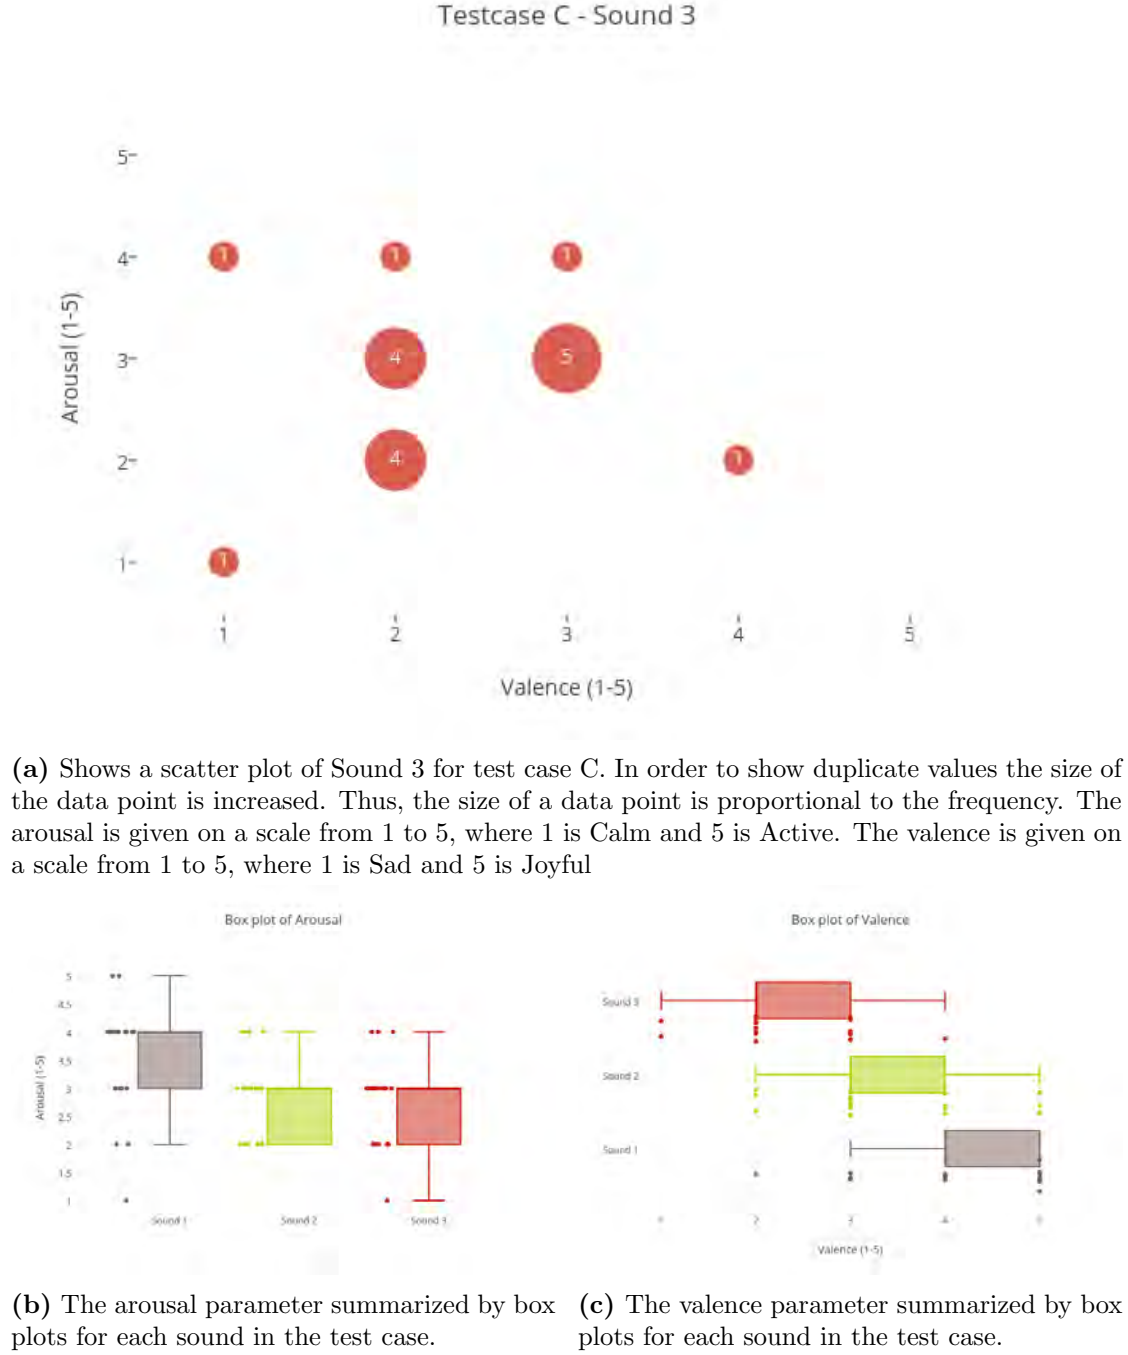 Testcase C - Sound 3
Arousal (1-5)
5
4
1
1
1
3
4
5
2
4
1
1
1
1
2
3
4
5
Valence (1-5)
(a) Shows a scatter plot of Sound 3 for test case C. In order to show duplicate values the size of
the data point is increased. Thus, the size of a data point is proportional to the frequency. The
arousal is given on a scale from 1 to 5, where 1 is Calm and 5 is Active. The valence is given on
a scale from 1 to 5, where 1 is Sad and 5 is Joyful
Box plot of Arousal
Arousal (1-5)
5
4.5
4
3.5
3
2.5
2
1.5
1
Sound 1
Sound 2
Sound 3
Box plot of Valence
Sound 3
Sound 2
Sound 1
1
2
3
4
5
Valence (1-5)
(b) The arousal parameter summarized by box
plots for each sound in the test case.
(c) The valence parameter summarized by box
plots for each sound in the test case.